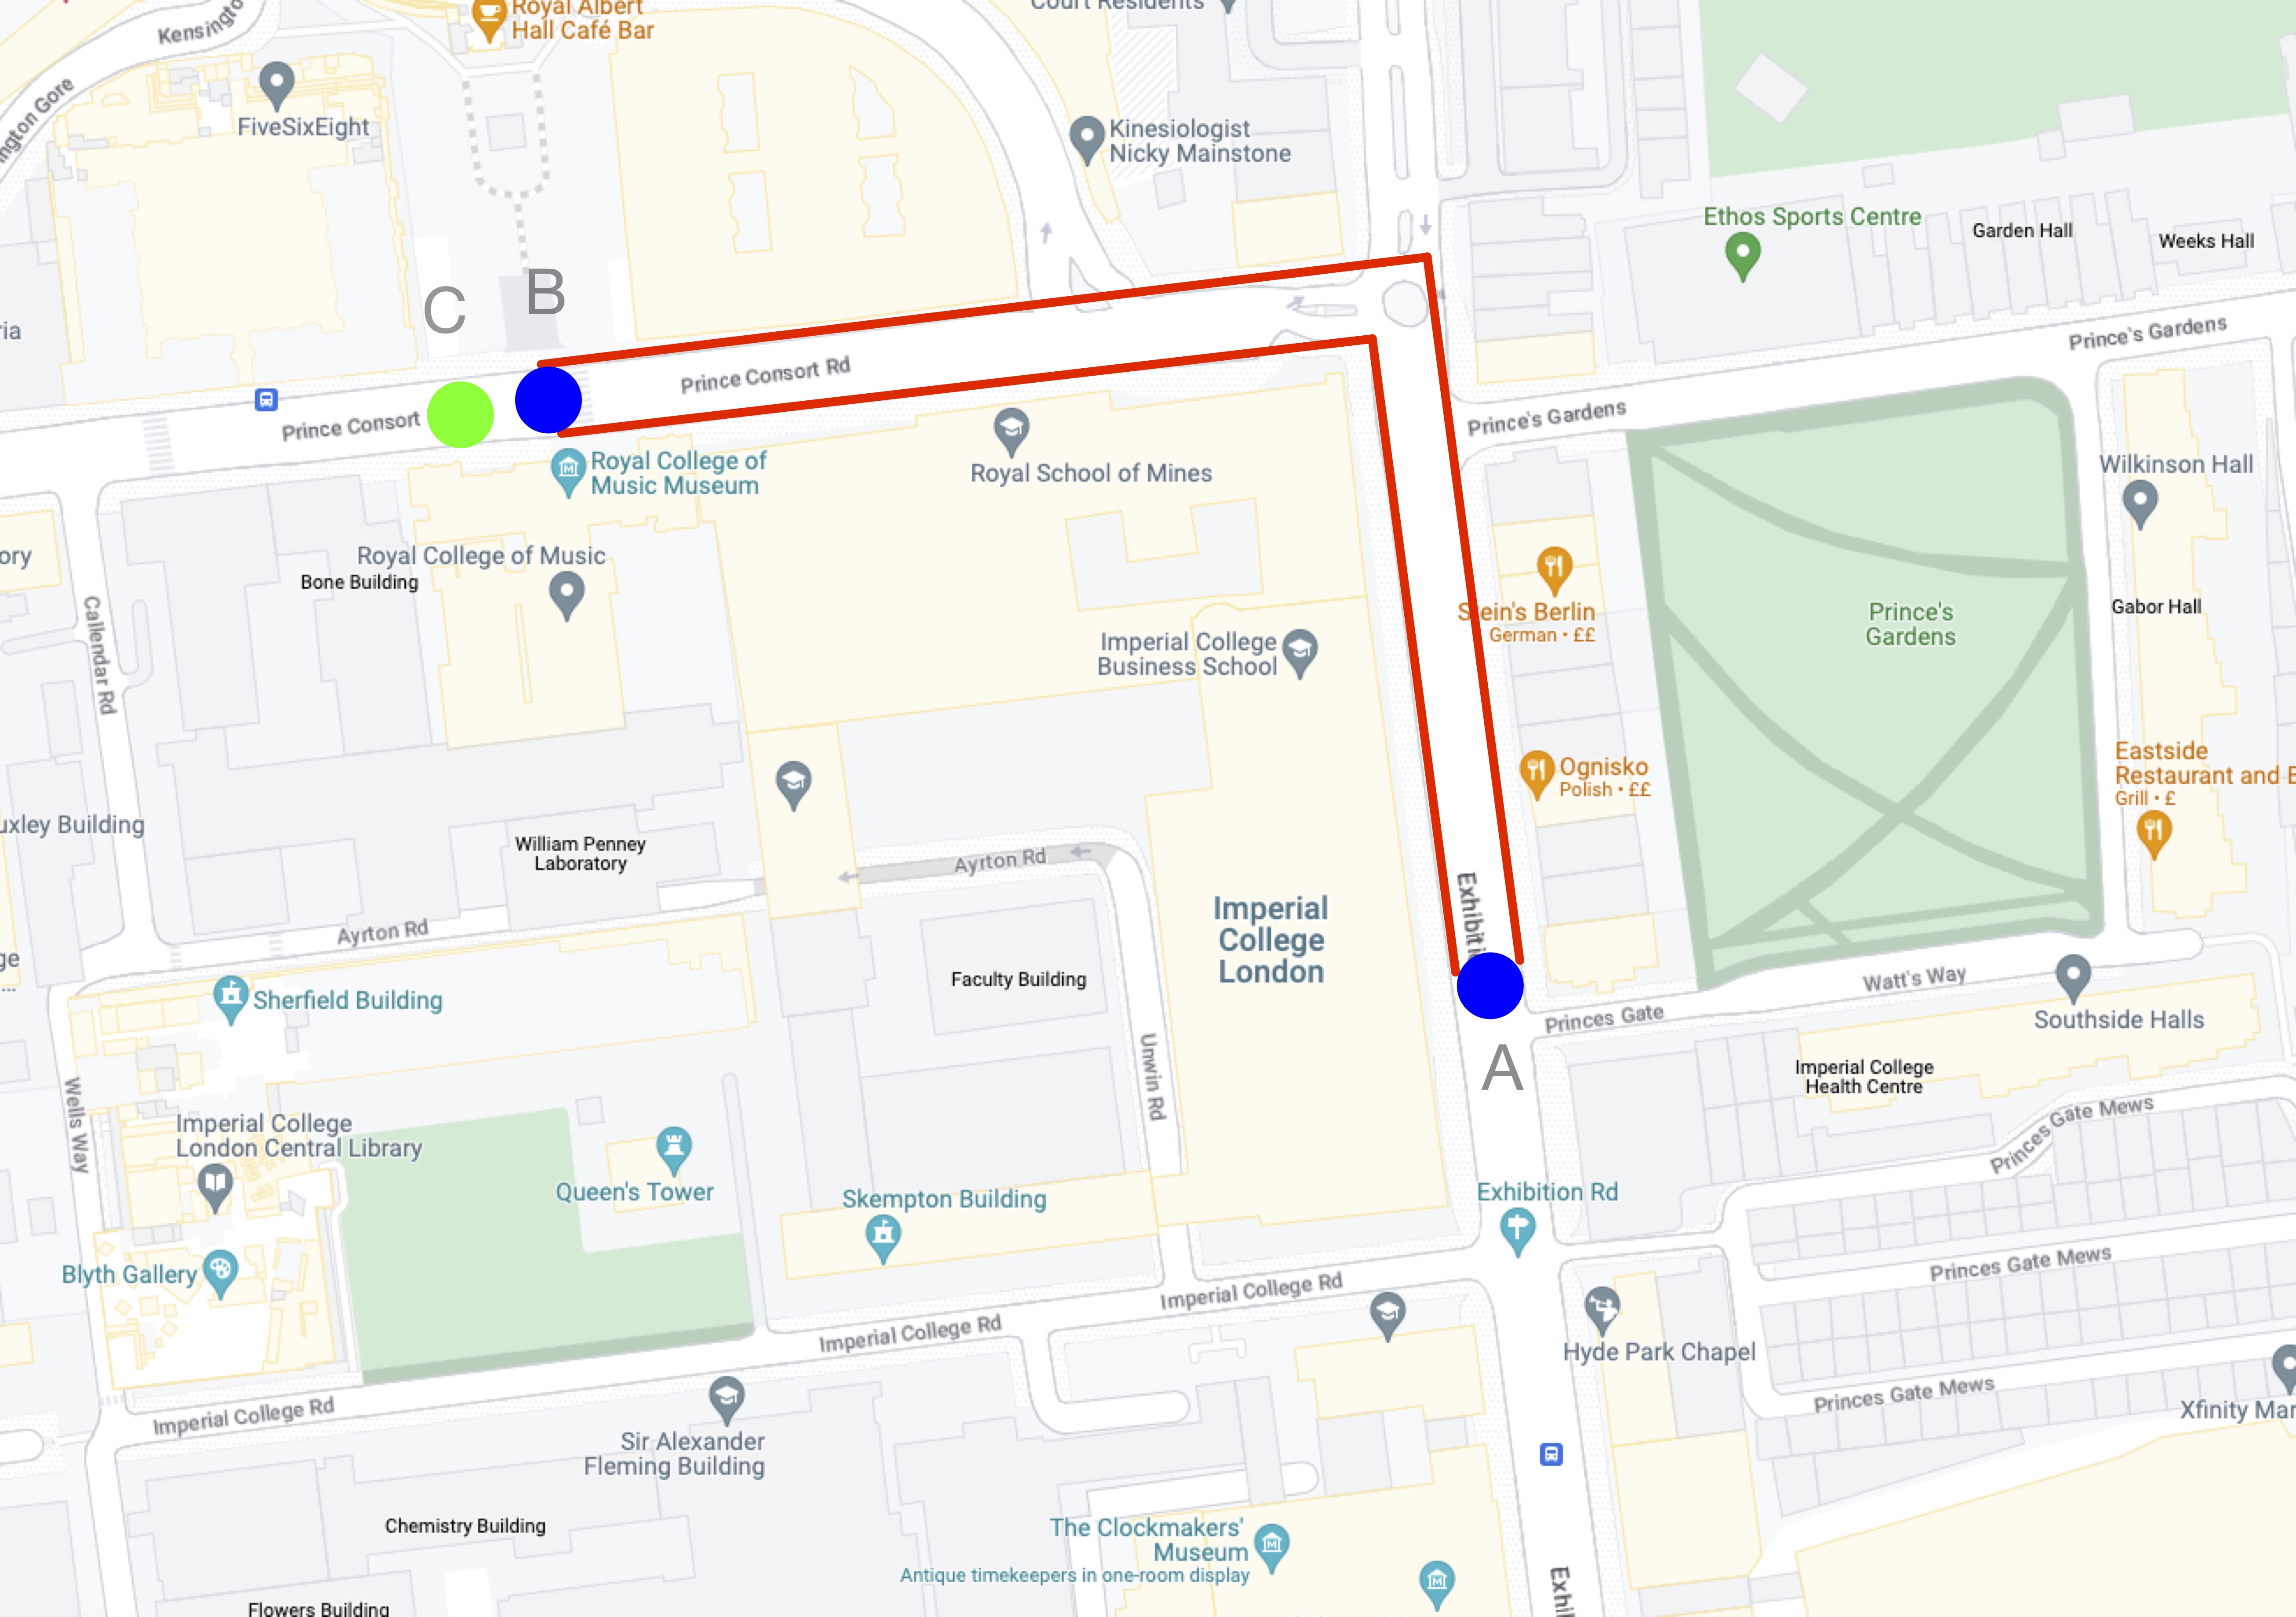 Royal Albert
Hall Café Bar
Court Residents
Kensington
ington Gore
FiveSixEight
Kinesiologist
Nicky Mainstone
Ethos Sports Centre
Garden Hall
Weeks Hall
C
B
ria
Prince's Gardens
Prince Consort Rd
Prince Consort
Prince's Gardens
Royal College of
Music Museum
Royal School of Mines
Wilkinson Hall
ory
Royal College of Music
Bone Building
Callendar Rd
Stein's Berlin
German • ££
Prince's
Gardens
Gabor Hall
Imperial College
Business School
Ognisko
Polish • ££
Eastside
Restaurant and B
Grill • £
uxley Building
William Penney
Laboratory
Ayrton Rd
Ayrton Rd
Exhibiti
Imperial
College
London
ge
...
Faculty Building
Sherfield Building
Watt's Way
Princes Gate
Southside Halls
A
Unwin Rd
Imperial College
Health Centre
Wells Way
Imperial College
London Central Library
Princes Gate Mews
Queen's Tower
Skempton Building
Exhibition Rd
Blyth Gallery
Princes Gate Mews
Imperial College Rd
Imperial College Rd
Hyde Park Chapel
Princes Gate Mews
Imperial College Rd
Xfinity Mar
Sir Alexander
Fleming Building
Chemistry Building
The Clockmakers'
Museum
Antique timekeepers in one-room display
Exhi
Flowers Building